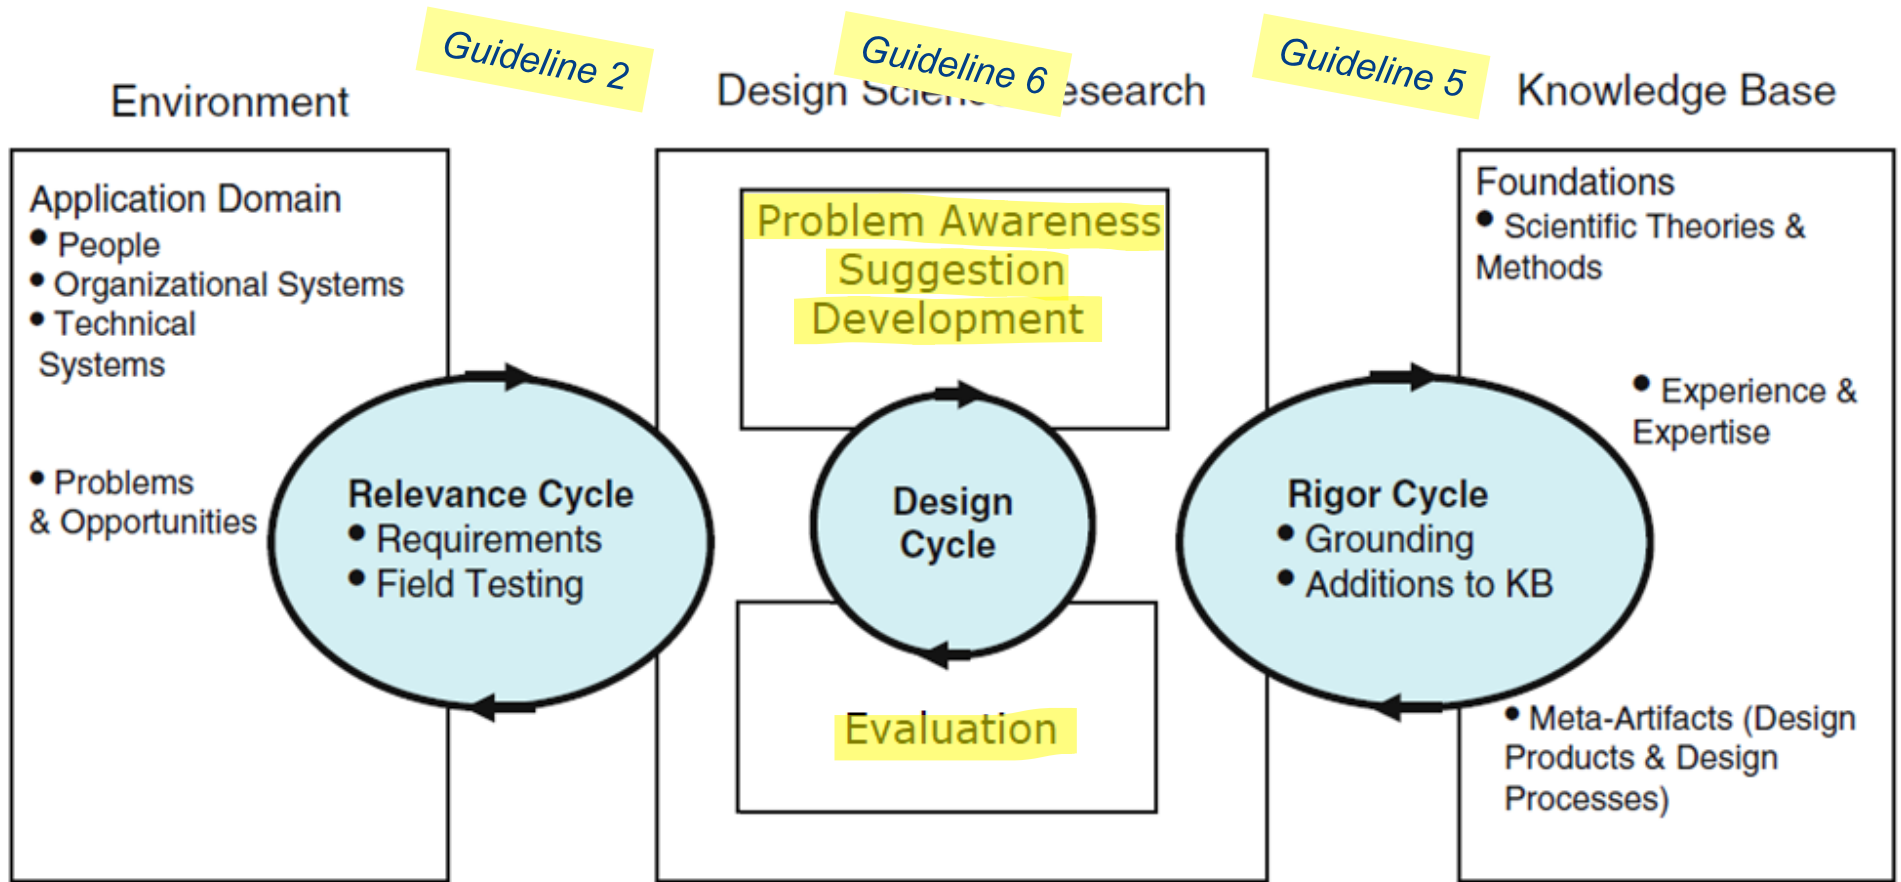 Guideline 2
Guideline 6
Guideline 5
Environment
Design Science Research
Knowledge Base
Application Domain
• People
• Organizational Systems
• Technical
Systems
• Problems
& Opportunities
Relevance Cycle
• Requirements
• Field Testing
Problem Awareness
Suggestion
Development
Design
Cycle
Evaluation
Rigor Cycle
• Grounding
• Additions to KB
Foundations
• Scientific Theories &
Methods
• Experience &
Expertise
• Meta-Artifacts (Design
Products & Design
Processes)